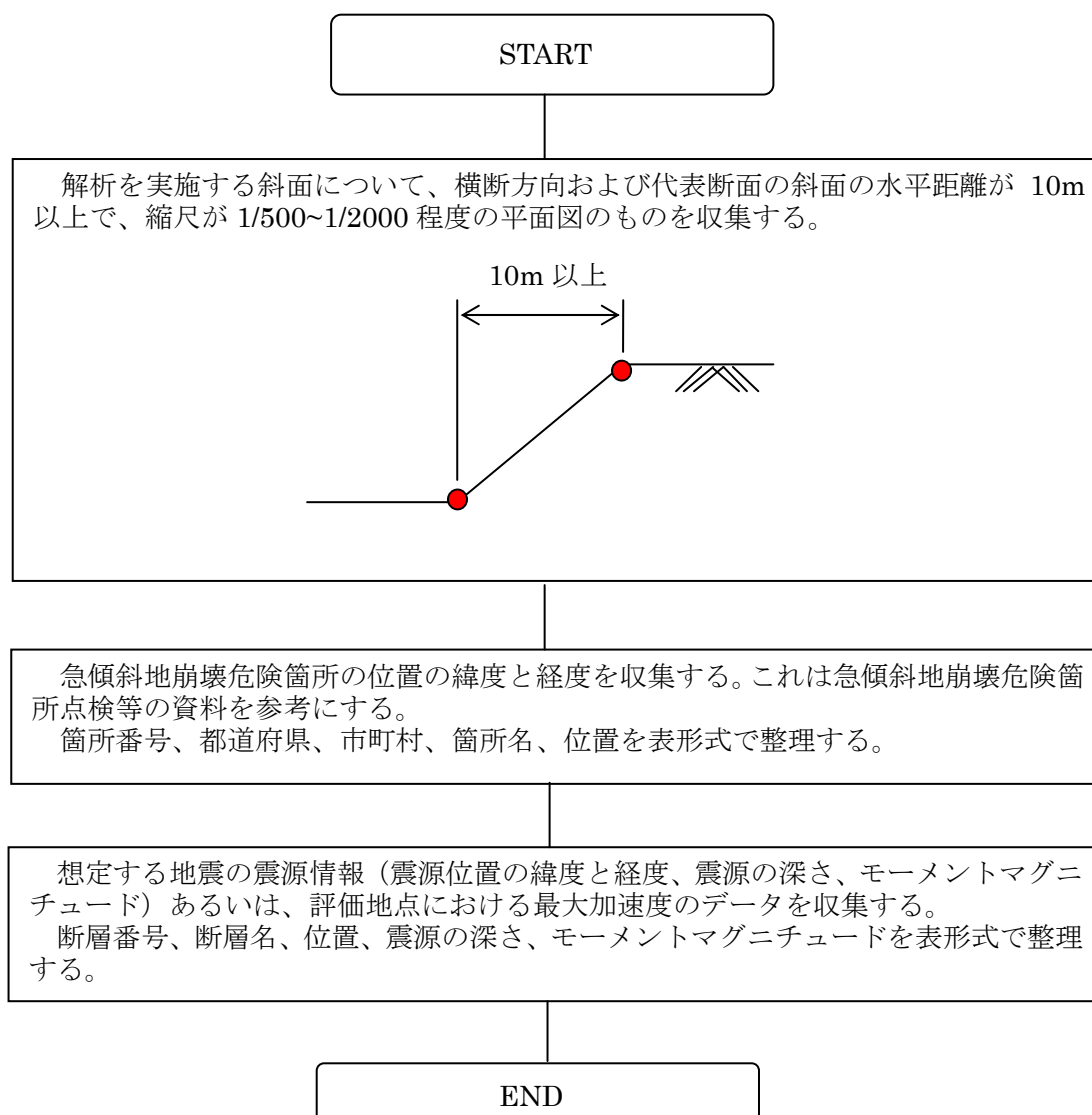 START
解析を実施する斜面について、横断方向および代表断面の斜面の水平距離が 10m
以上で、縮尺が 1/500~1/2000 程度の平面図のものを収集する。
10m 以上
急傾斜地崩壊危険箇所の位置の緯度と経度を収集する。これは急傾斜地崩壊危険箇
所点検等の資料を参考にする。
箇所番号、都道府県、市町村、箇所名、位置を表形式で整理する。
想定する地震の震源情報（震源位置の緯度と経度、震源の深さ、モーメントマグニ
チュード）あるいは、評価地点における最大加速度のデータを収集する。
断層番号、断層名、位置、震源の深さ、モーメントマグニチュードを表形式で整理
する。
END